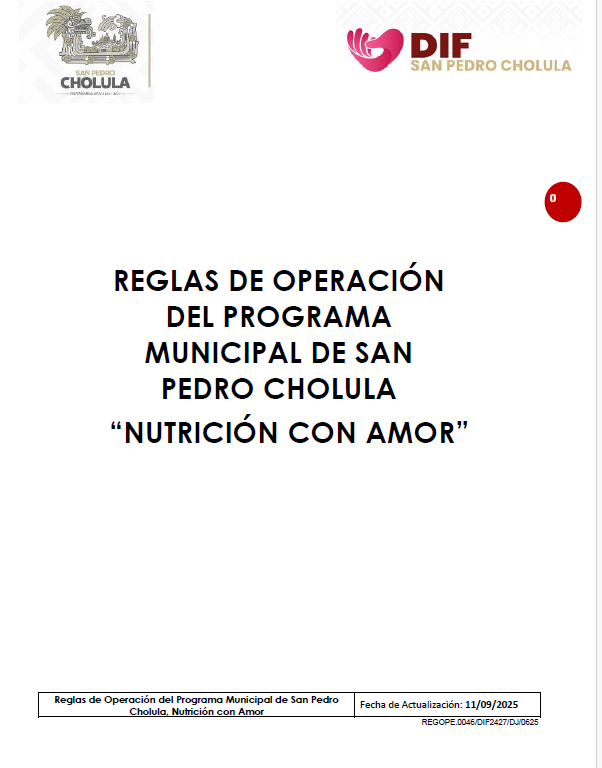 SAN PEDRO
CHOLULA
DIF
SAN PEDRO CHOLULA
0
REGLAS DE OPERACIÓN
DEL PROGRAMA
MUNICIPAL DE SAN
PEDRO CHOLULA
“NUTRICIÓN CON AMOR”
Reglas de Operación del Programa Municipal de San Pedro
Cholula, Nutrición con Amor
Fecha de Actualización: 11/09/2025
REGOPE.0046/DIF2427/DJ/0625